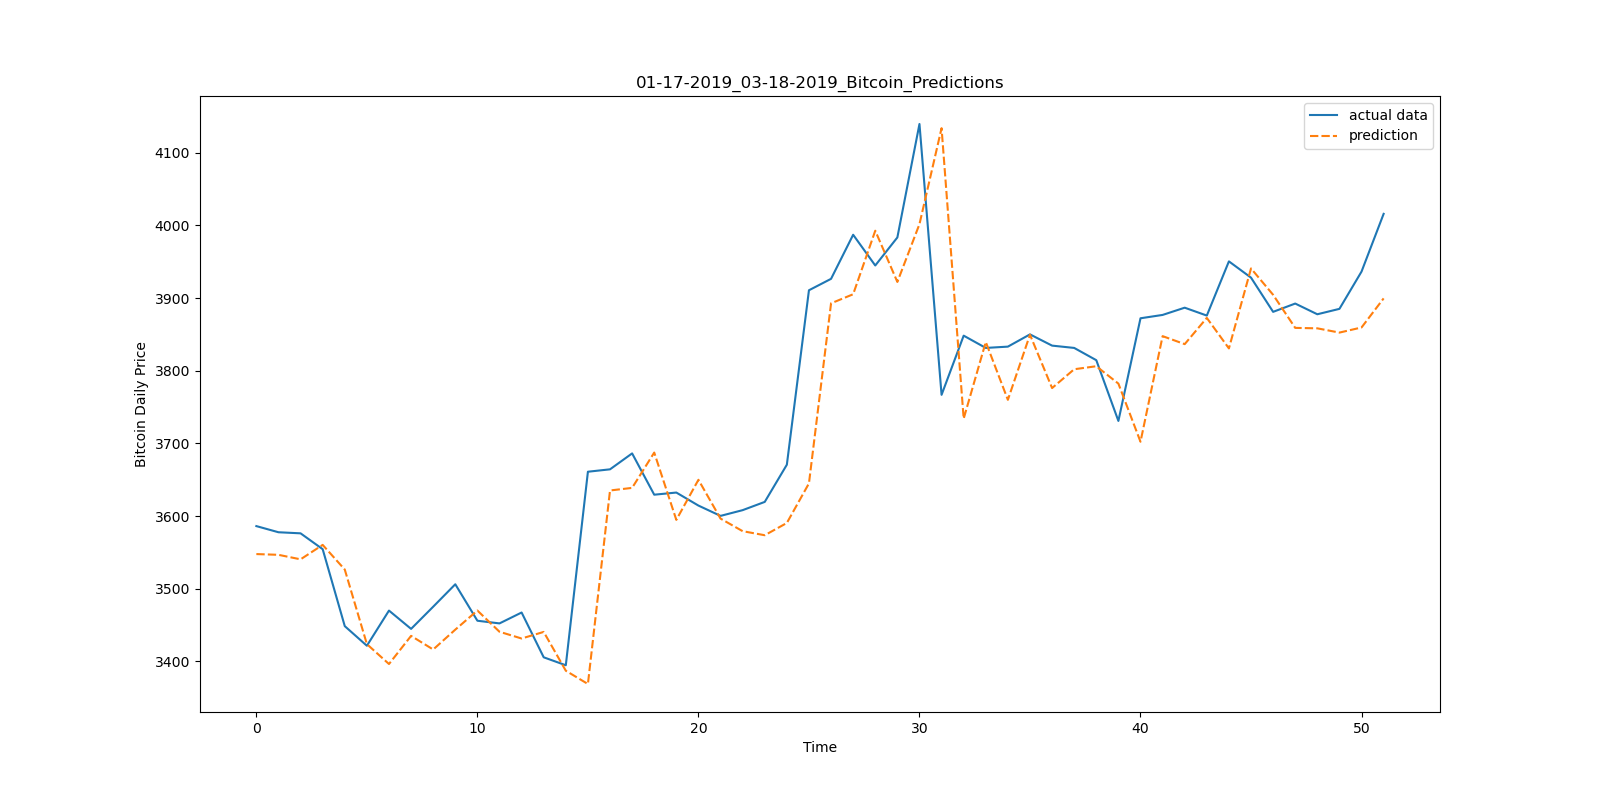 01-17-2019_03-18-2019_Bitcoin_Predictions
actual data
prediction
Bitcoin Daily Price
4100
4000
3900
3800
3700
3600
3500
3400
0 10 20 30 40 50
Time